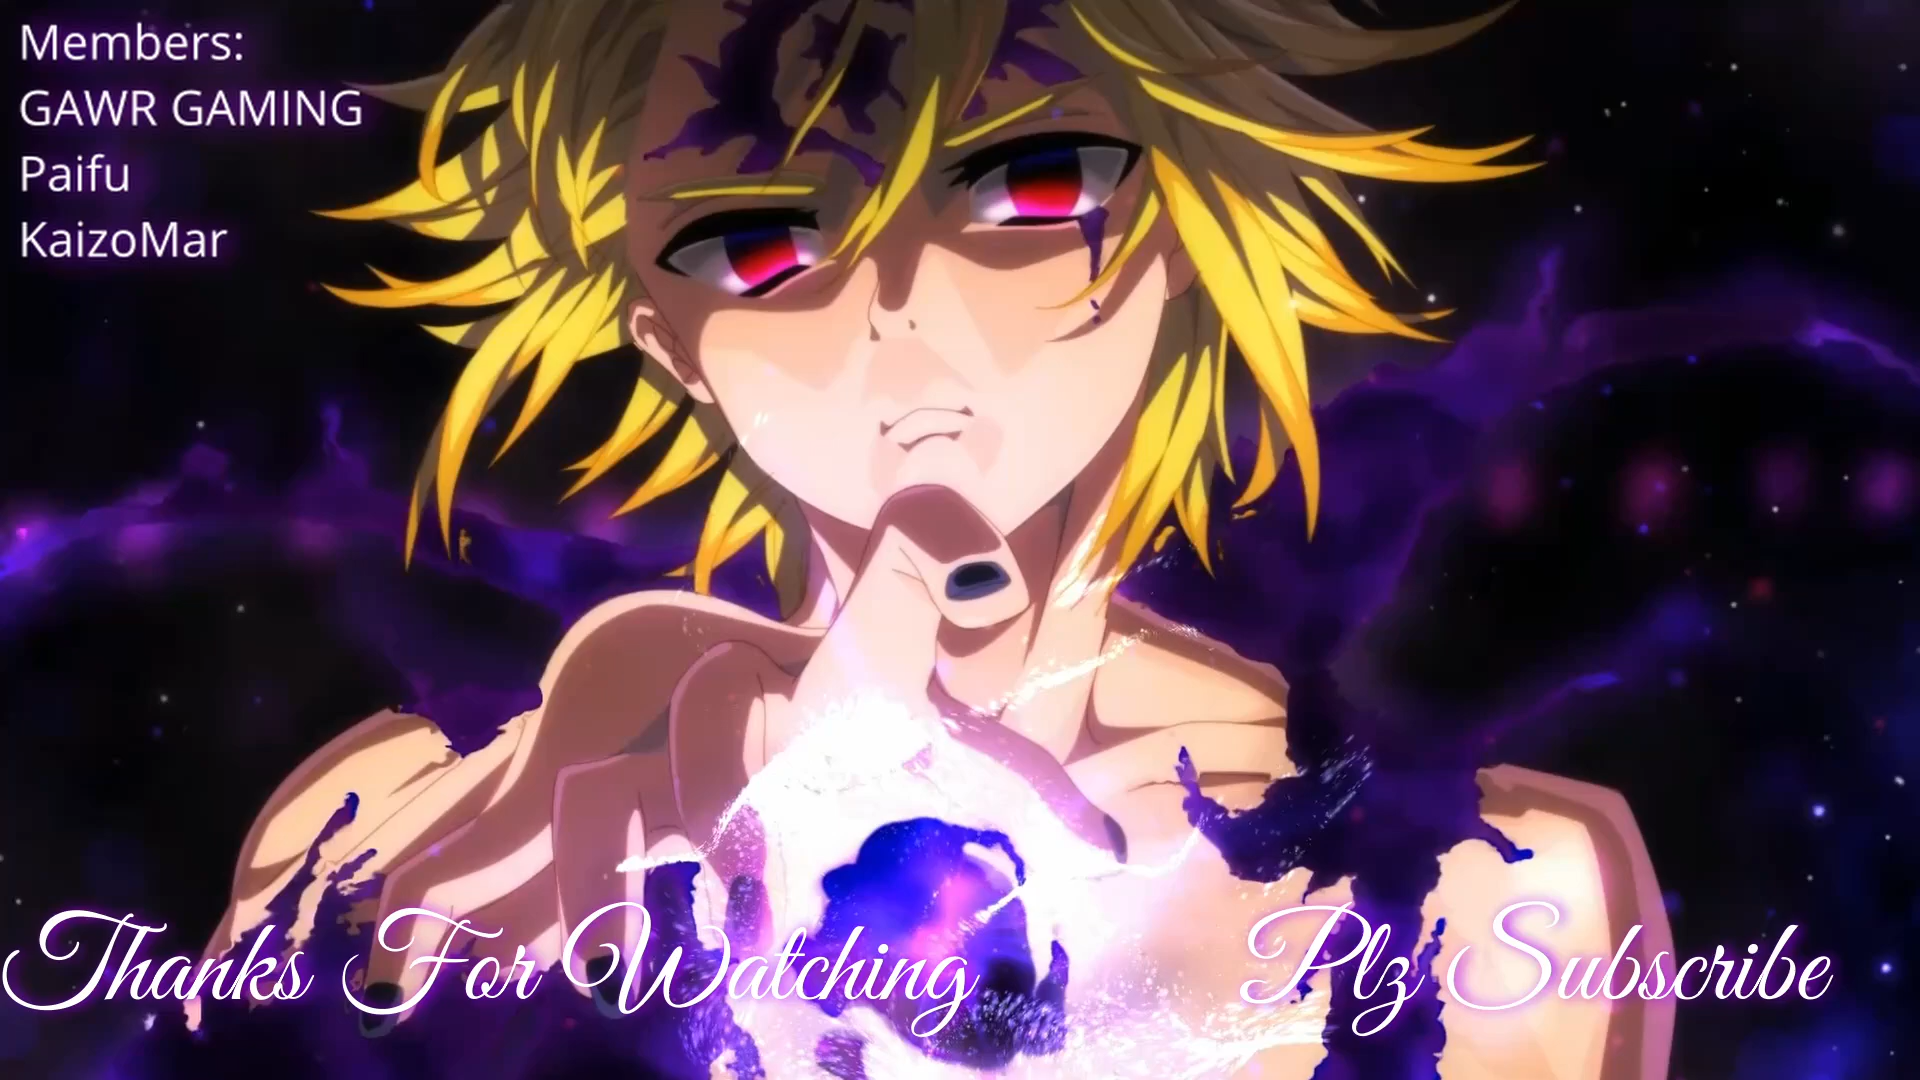 Members:
GAWR GAMING
Paifu
KaizoMar
Thanks For Watching
Plz Subscribe